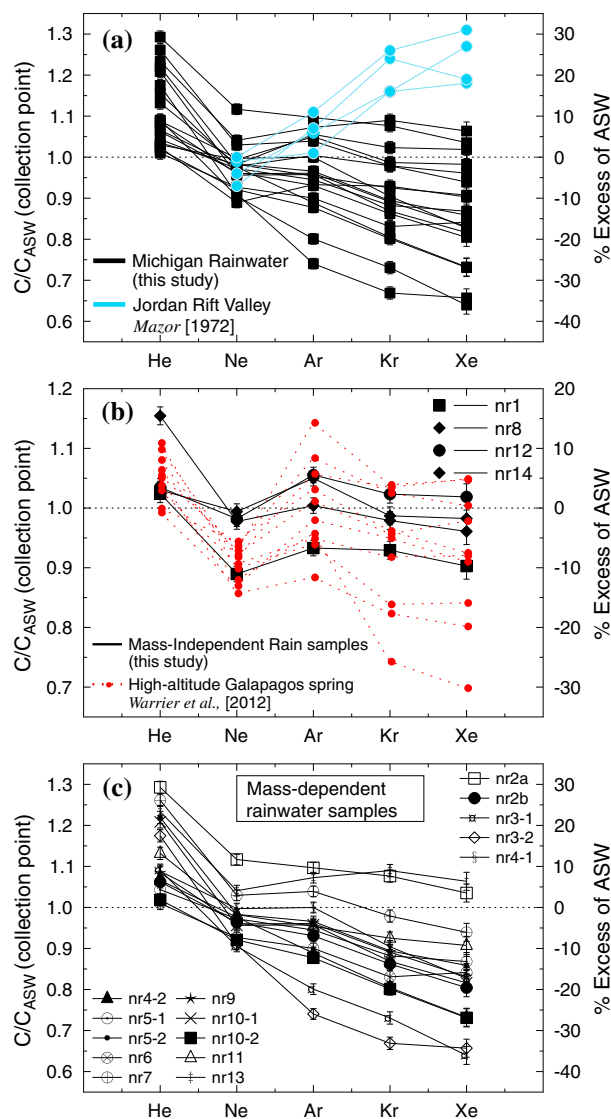 (a)
1.3
1.2
1.1
1.0
0.9
0.8
0.7
0.6
C/C_ASW (collection point)
30
20
10
0
-10
-20
-30
-40
% Excess of ASW
Michigan Rainwater
(this study)
Jordan Rift Valley
Mazor [1972]
He Ne Ar Kr Xe
(b)
1.2
1.1
1.0
0.9
0.8
0.7
C/C_ASW (collection point)
20
10
0
-10
-20
-30
% Excess of ASW
nr1
nr8
nr12
nr14
Mass-Independent Rain samples
(this study)
High-altitude Galapagos spring
Warrier et al., [2012]
He Ne Ar Kr Xe
(c)
1.3
1.2
1.1
1.0
0.9
0.8
0.7
0.6
C/C_ASW (collection point)
30
20
10
0
-10
-20
-30
-40
% Excess of ASW
Mass-dependent
rainwater samples
nr2a
nr2b
nr3-1
nr3-2
nr4-1
nr4-2
nr5-1
nr5-2
nr6
nr7
nr9
nr10-1
nr10-2
nr11
nr13
He Ne Ar Kr Xe